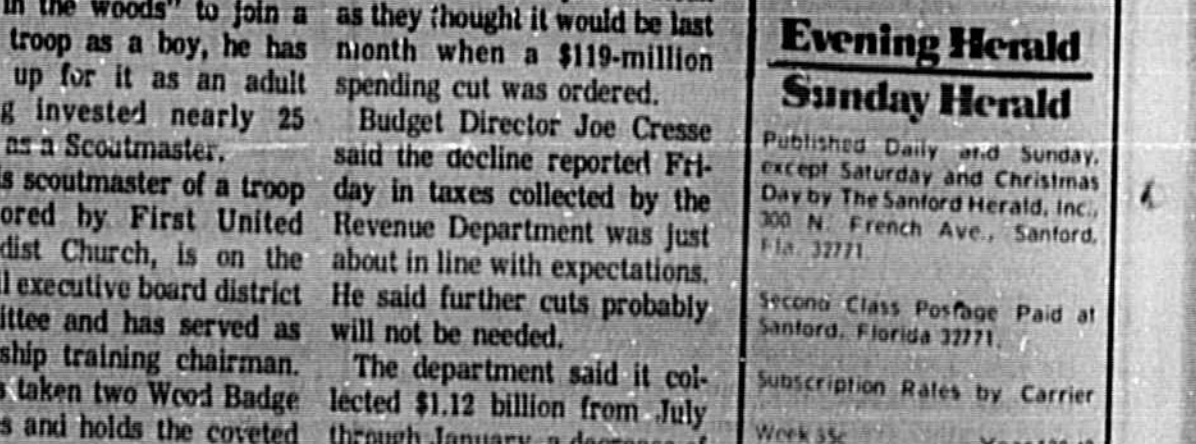 in the woods" to join a
troop as a boy, he has
up for it as an adult
g invested nearly 25
as a Scoutmaster.
s scoutmaster of a troop
ored by First United
dist Church, is on the
l executive board district
ittee and has served as
ship training chairman.
s taken two Wood Badge
s and holds the coveted
as they thought it would be last
month when a $119-million
spending cut was ordered.
Budget Director Joe Cresse
said the decline reported Fri-
day in taxes collected by the
Revenue Department was just
about in line with expectations.
He said further cuts probably
will not be needed.
The department said it col-
lected $1.12 billion from July
through January, a decrease of
Evening Herald
Sunday Herald
Published Daily and Sunday,
except Saturday and Christmas
Day by The Sanford Herald, Inc.,
300 N. French Ave., Sanford,
Fla. 32771.
Second Class Postage Paid at
Sanford, Florida 32771.
Subscription Rates by Carrier
Week 55c